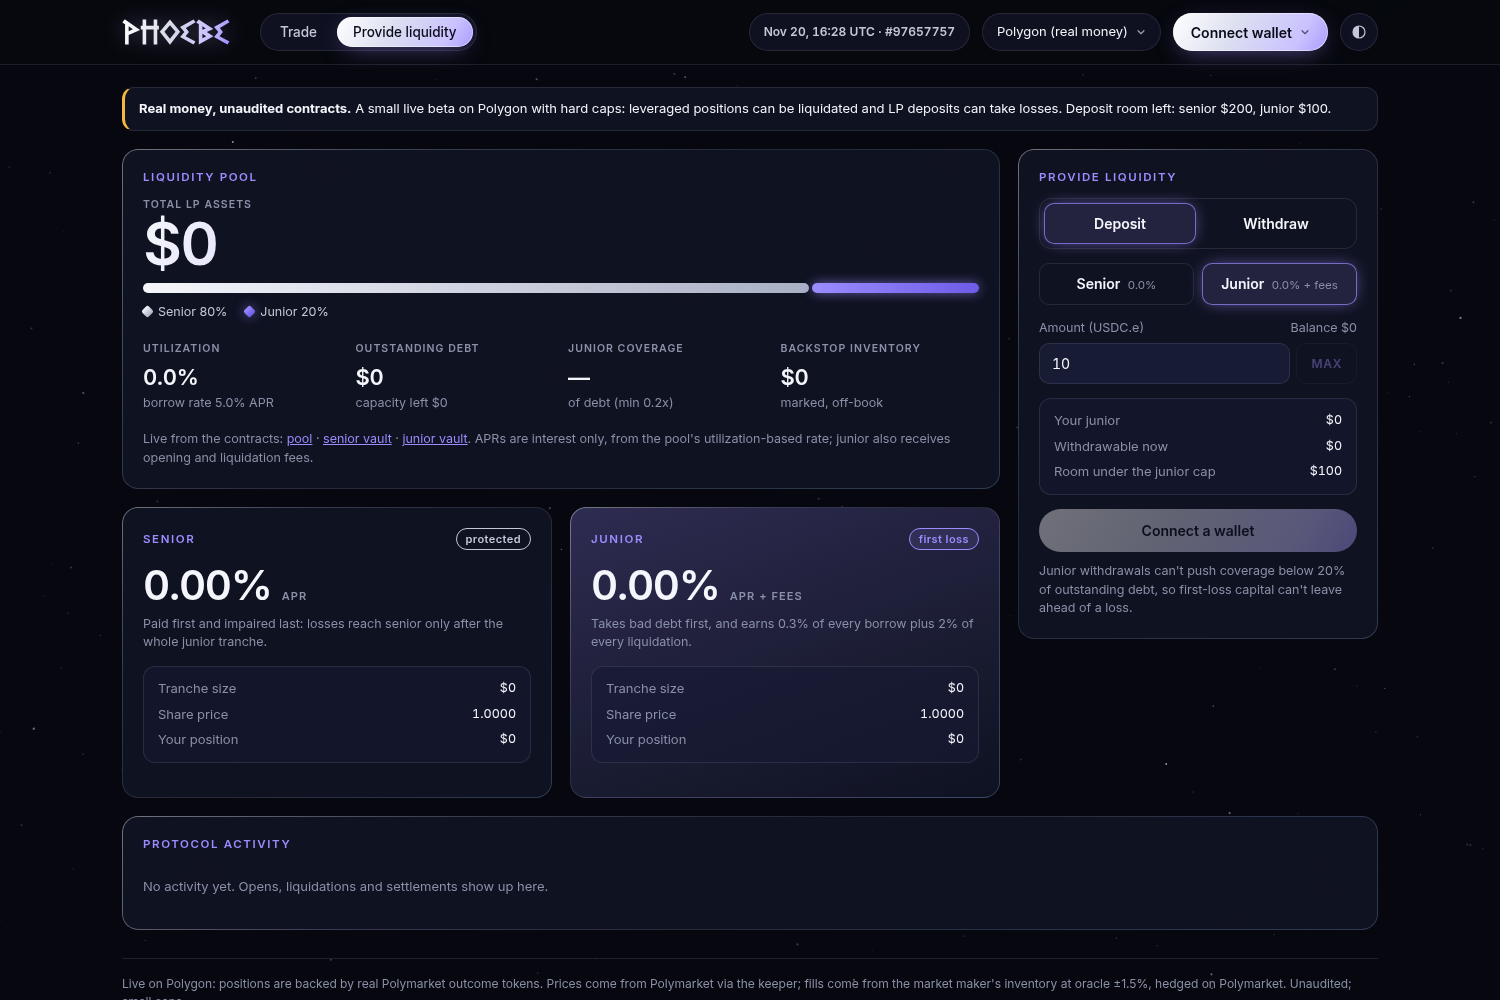 PHOEBE
Trade
Provide liquidity
Nov 20, 16:28 UTC · #97657757
Polygon (real money)
Connect wallet
Real money, unaudited contracts. A small live beta on Polygon with hard caps: leveraged positions can be liquidated and LP deposits can take losses. Deposit room left: senior $200, junior $100.
LIQUIDITY POOL
TOTAL LP ASSETS
$0
Senior 80% Junior 20%
UTILIZATION
0.0%
borrow rate 5.0% APR
OUTSTANDING DEBT
$0
capacity left $0
JUNIOR COVERAGE
—
of debt (min 0.2x)
BACKSTOP INVENTORY
$0
marked, off-book
Live from the contracts: pool · senior vault · junior vault. APRs are interest only, from the pool's utilization-based rate; junior also receives
opening and liquidation fees.
PROVIDE LIQUIDITY
Deposit Withdraw
Senior 0.0% Junior 0.0% + fees
Amount (USDC.e) Balance $0
10 MAX
Your junior $0
Withdrawable now $0
Room under the junior cap $100
Connect a wallet
Junior withdrawals can't push coverage below 20%
of outstanding debt, so first-loss capital can't leave
ahead of a loss.
SENIOR protected
0.00% APR
Paid first and impaired last: losses reach senior only after the
whole junior tranche.
Tranche size $0
Share price 1.0000
Your position $0
JUNIOR first loss
0.00% APR + FEES
Takes bad debt first, and earns 0.3% of every borrow plus 2% of
every liquidation.
Tranche size $0
Share price 1.0000
Your position $0
PROTOCOL ACTIVITY
No activity yet. Opens, liquidations and settlements show up here.
Live on Polygon: positions are backed by real Polymarket outcome tokens. Prices come from Polymarket via the keeper; fills come from the market maker's inventory at oracle ±1.5%, hedged on Polymarket. Unaudited;